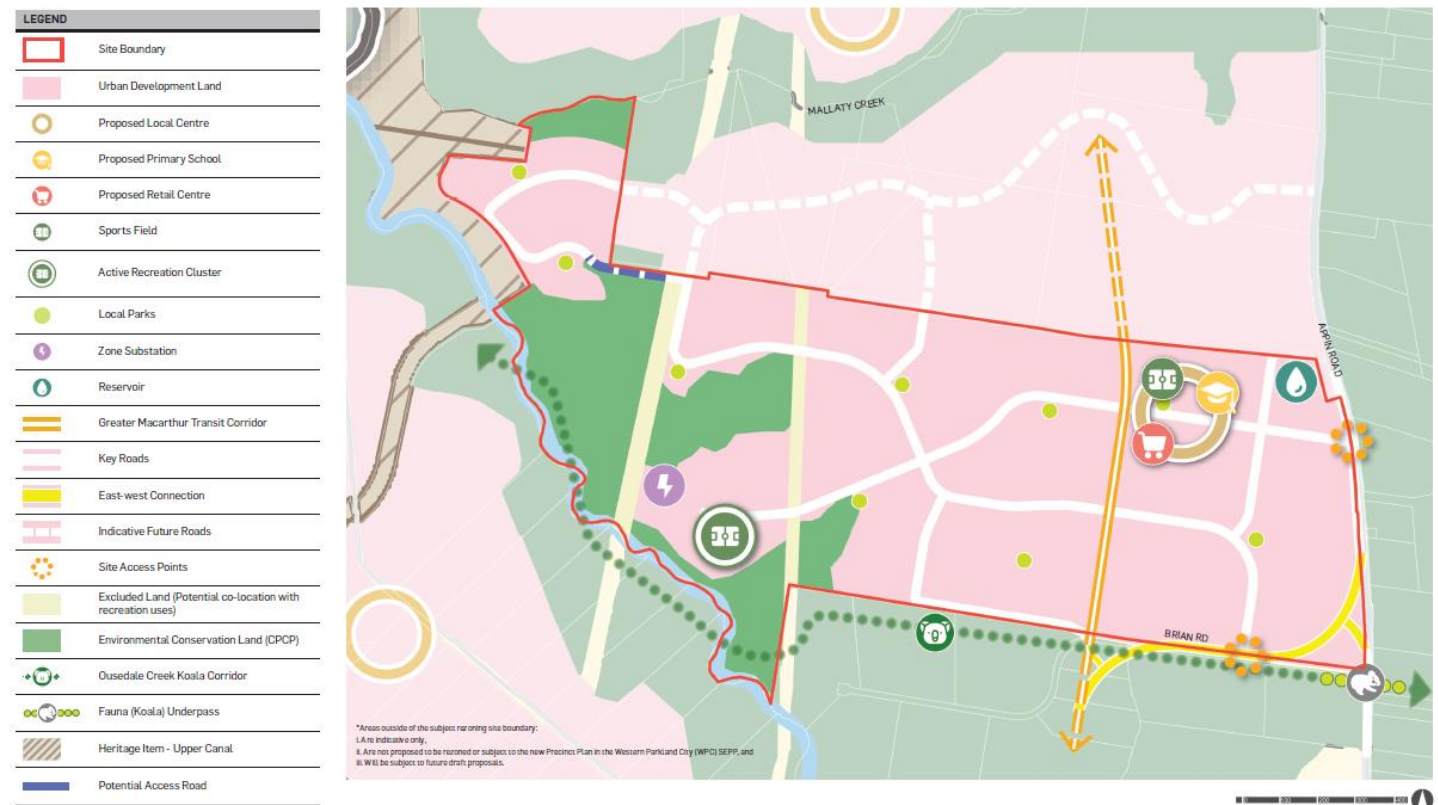 LEGEND
Site Boundary
Urban Development Land
Proposed Local Centre
Proposed Primary School
Proposed Retail Centre
Sports Field
Active Recreation Cluster
Local Parks
Zone Substation
Reservoir
Greater Macarthur Transit Corridor
Key Roads
East-west Connection
Indicative Future Roads
Site Access Points
Excluded Land (Potential co-location with
recreation uses)
Environmental Conservation Land (CPCP)
Ousedale Creek Koala Corridor
Fauna (Koala) Underpass
Heritage Item - Upper Canal
Potential Access Road
MALLATY CREEK
APPIN ROAD
BRIAN RD
*Areas outside of the subject rezoning site boundary:
i. Are indicative only,
ii. Are not proposed to be rezoned or subject to the new Precinct Plan in the Western Parkland City (WPC) SEPP, and
iii. Will be subject to future draft proposals.